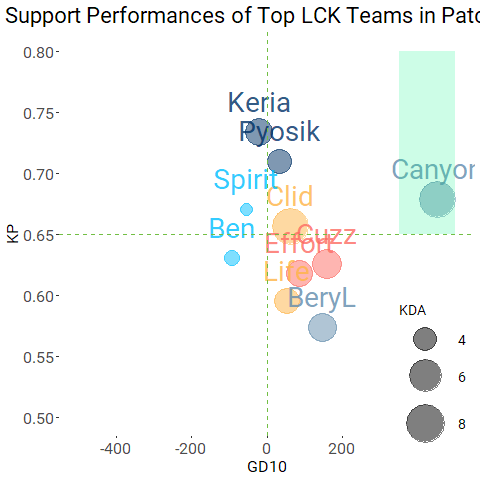 Support Performances of Top LCK Teams in Patc
0.80
0.75
0.70
0.65
0.60
0.55
0.50
KP
Keria
Pyosik
Canyon
Spirit
Clid
Ben
Effort
Cuzz
Life
BeryL
KDA
4
6
8
-400
-200
0
200
GD10